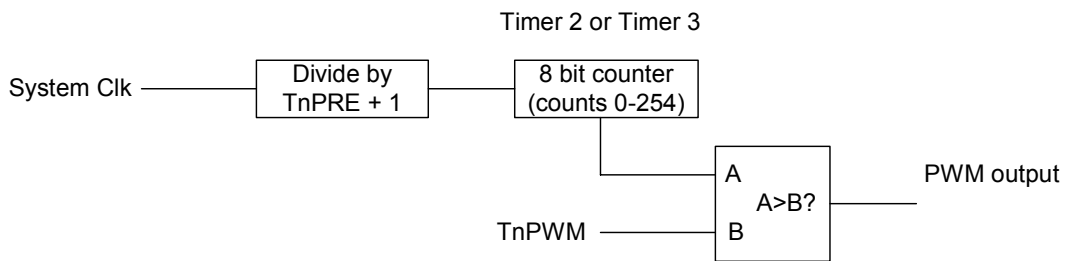 Timer 2 or Timer 3
System Clk
Divide by
TnPRE + 1
8 bit counter
(counts 0-254)
A
A>B?
PWM output
TnPWM
B